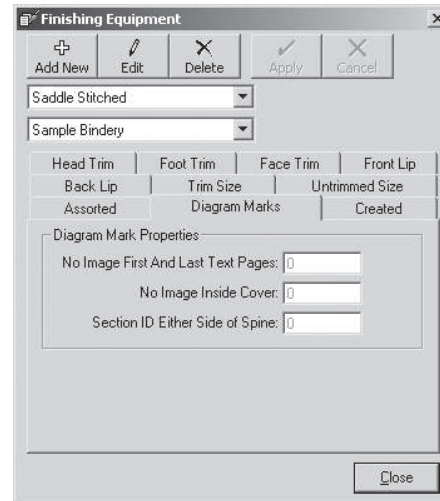 Finishing Equipment
Add New Edit Delete Apply Cancel
Saddle Stitched
Sample Bindery
Head Trim Foot Trim Face Trim Front Lip
Back Lip Trim Size Untrimmed Size
Assorted Diagram Marks Created
Diagram Mark Properties
No Image First And Last Text Pages: 0
No Image Inside Cover: 0
Section ID Either Side of Spine: 0
Close